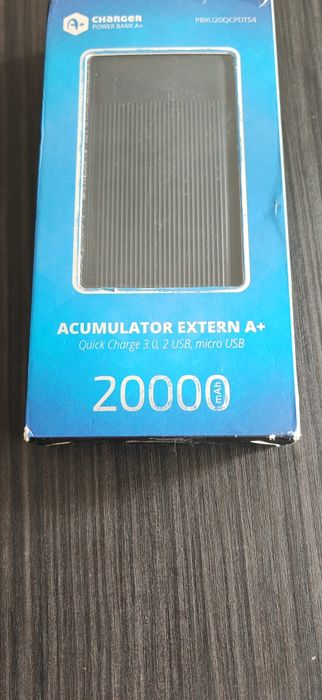 A+ CHARGER
POWER BANK A+
PBXU20QCPDTS4
ACUMULATOR EXTERN A+
Quick Charge 3.0, 2 USB, micro USB
20000 mAh